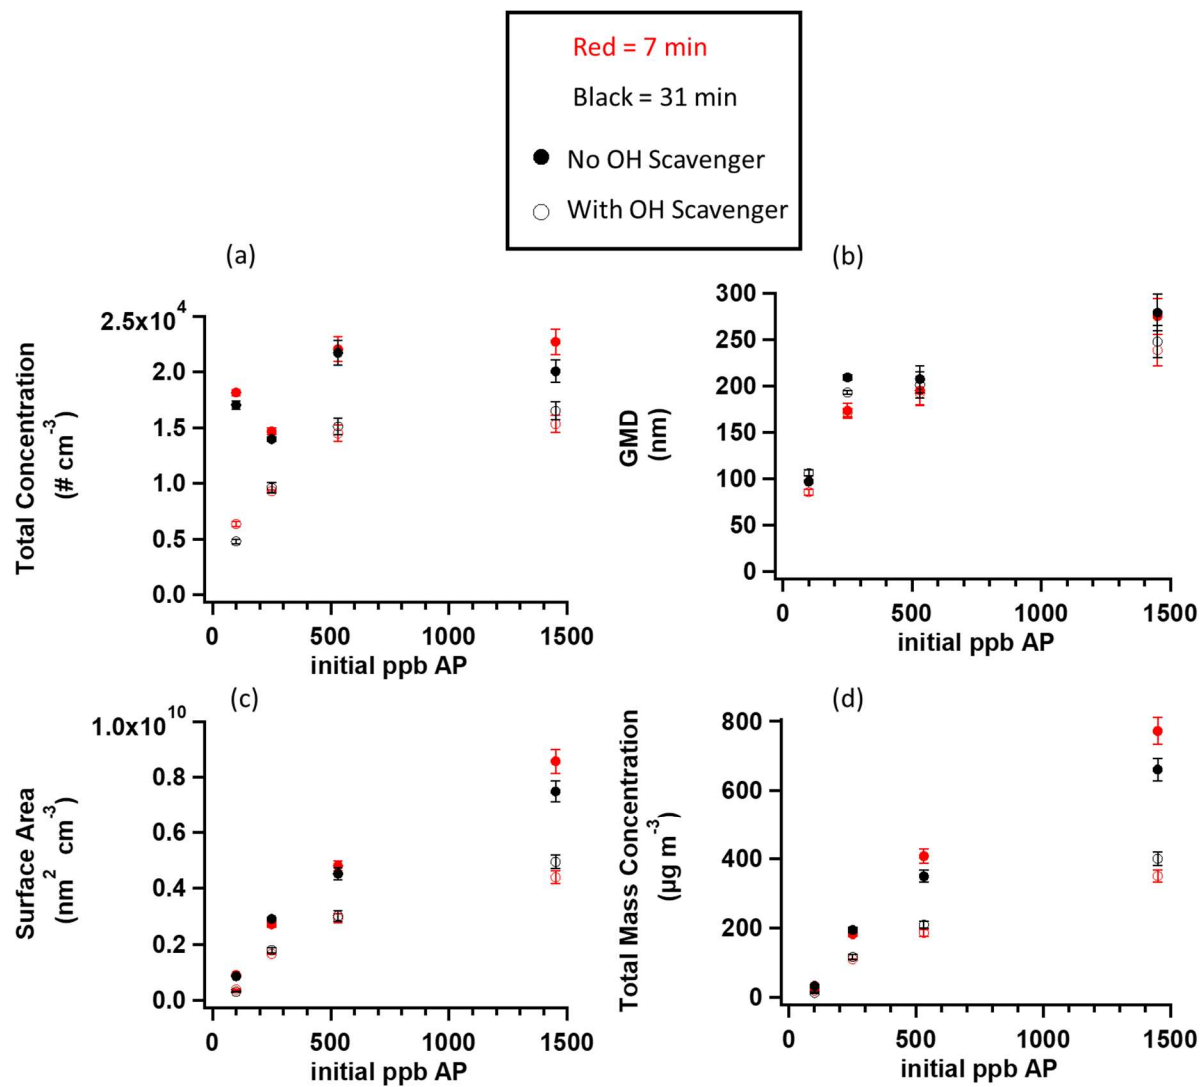 Red = 7 min
Black = 31 min
No OH Scavenger
With OH Scavenger
(a)
2.5x10^4
2.0
1.5
1.0
0.5
0.0
Total Concentration
(# cm^-3)
0 500 1000 1500
initial ppb AP
(b)
300
250
200
150
100
50
0
GMD
(nm)
0 500 1000 1500
initial ppb AP
(c)
1.0x10^10
0.8
0.6
0.4
0.2
0.0
Surface Area
(nm^2 cm^-3)
0 500 1000 1500
initial ppb AP
(d)
800
600
400
200
0
Total Mass Concentration
(µg m^-3)
0 500 1000 1500
initial ppb AP